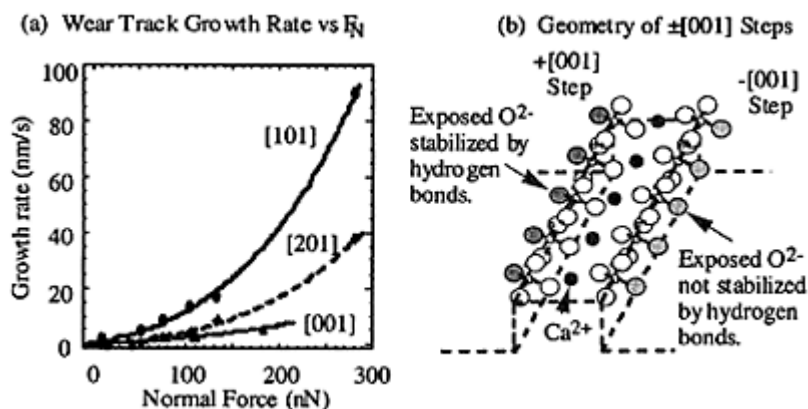 (a) Wear Track Growth Rate vs F_N
(b) Geometry of ±[001] Steps
100
80
60
40
20
0
Growth rate (nm/s)
[101]
[201]
[001]
0
100
200
300
Normal Force (nN)
+[001]
Step
-[001]
Step
Exposed O²⁻
stabilized by
hydrogen
bonds.
Exposed O²⁻
not stabilized
by hydrogen
bonds.
Ca²⁺